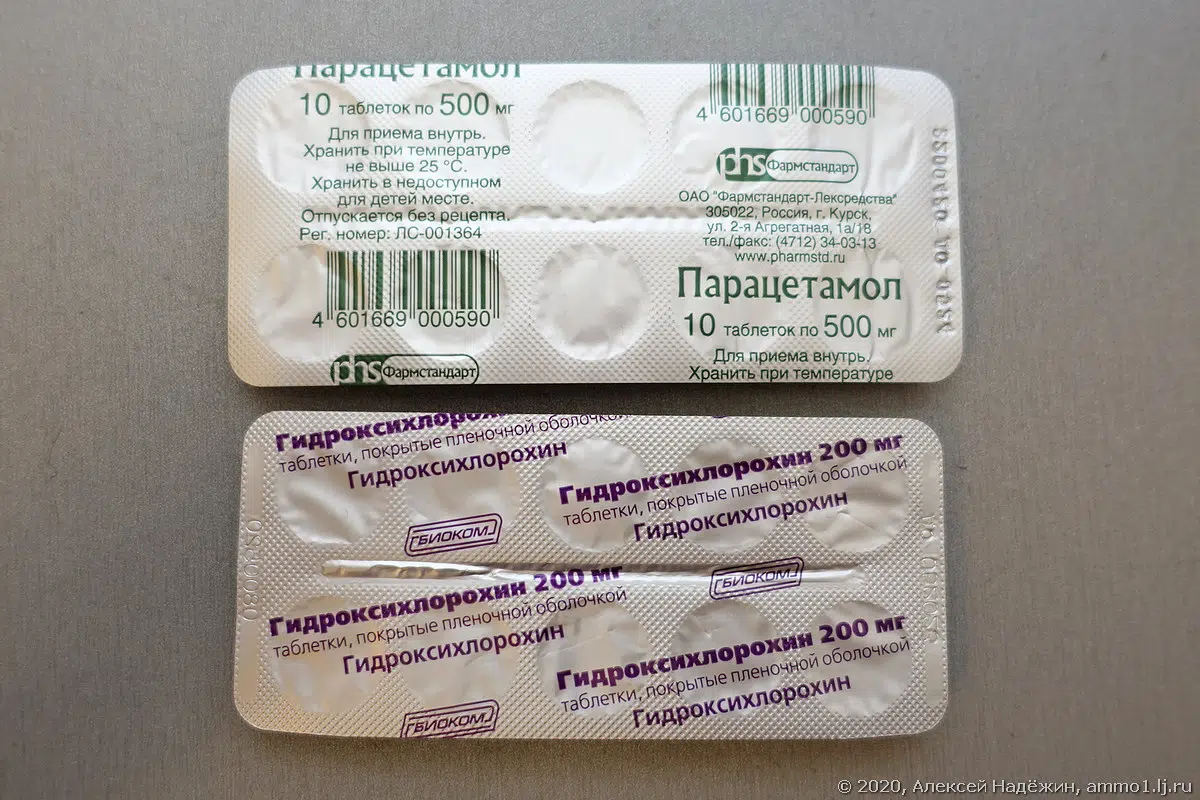 Парацетамол
10 таблеток по 500 мг
Для приема внутрь.
Хранить при температуре
не выше 25 °С.
Хранить в недоступном
для детей месте.
Отпускается без рецепта.
Рег. номер: ЛС-001364
4 601669 000590
phs Фармстандарт
4 601669 000590
phs Фармстандарт
ОАО "Фармстандарт-Лексредства"
305022, Россия, г. Курск,
ул. 2-я Агрегатная, 1а/18
тел./факс: (4712) 34-03-13
www.pharmstd.ru
Парацетамол
10 таблеток по 500 мг
Для приема внутрь.
Хранить при температуре
Гидроксихлорохин
таблетки, покрытые пленочной оболочкой
Гидроксихлорохин
БИОКОМ
Гидроксихлорохин 200 мг
таблетки, покрытые пленочной оболочкой
Гидроксихлорохин
БИОКОМ
Гидроксихлорохин 200 мг
таблетки, покрытые пленочной оболочкой
Гидроксихлорохин
БИОКОМ
Гидроксихлорохин 200 мг
таблетки, покрытые пленочной оболочкой
Гидроксихлорохин
© 2020, Алексей Надёжин, ammo1.lj.ru